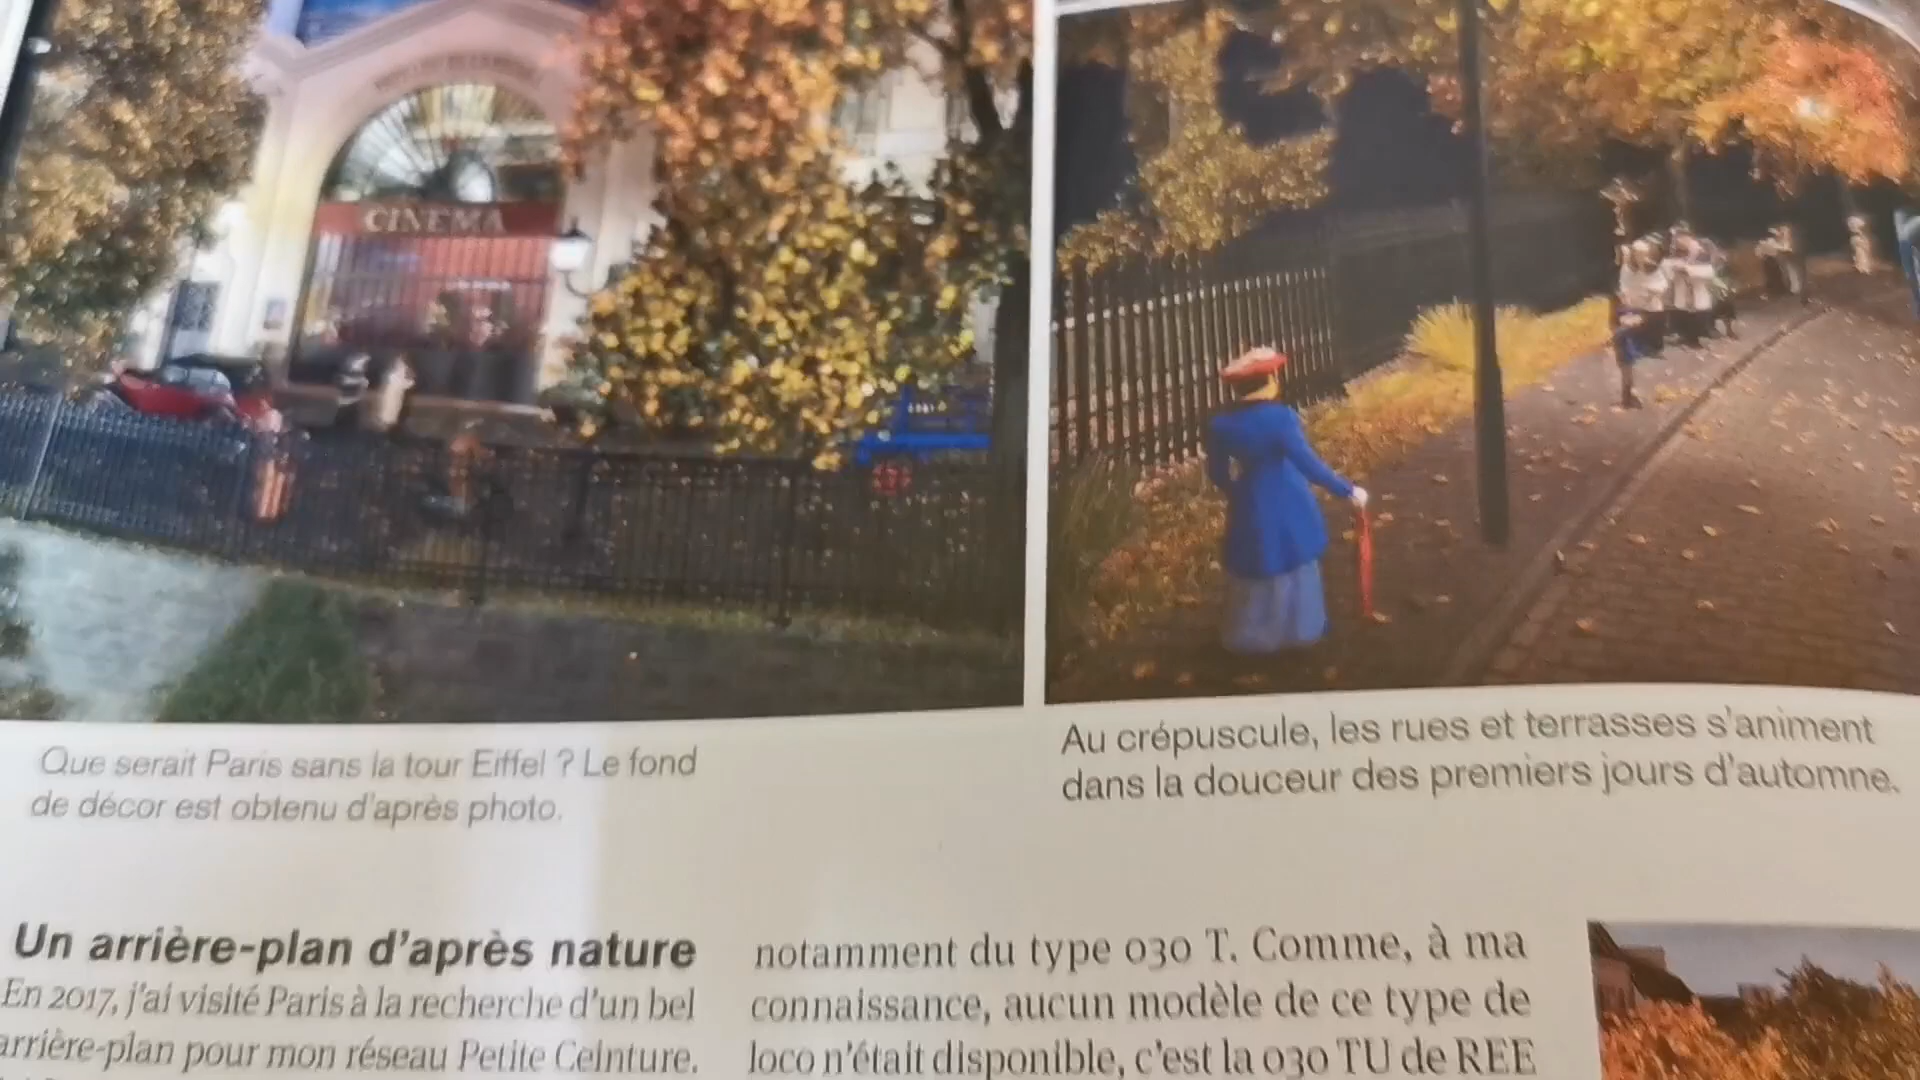 CINEMA
Que serait Paris sans la tour Eiffel ? Le fond
de décor est obtenu d'après photo.
Au crépuscule, les rues et terrasses s'animent
dans la douceur des premiers jours d'automne.
Un arrière-plan d'après nature
En 2017, j'ai visité Paris à la recherche d'un bel
arrière-plan pour mon réseau Petite Ceinture.
notamment du type 030 T. Comme, à ma
connaissance, aucun modèle de ce type de
loco n'était disponible, c'est la 030 TU de REE